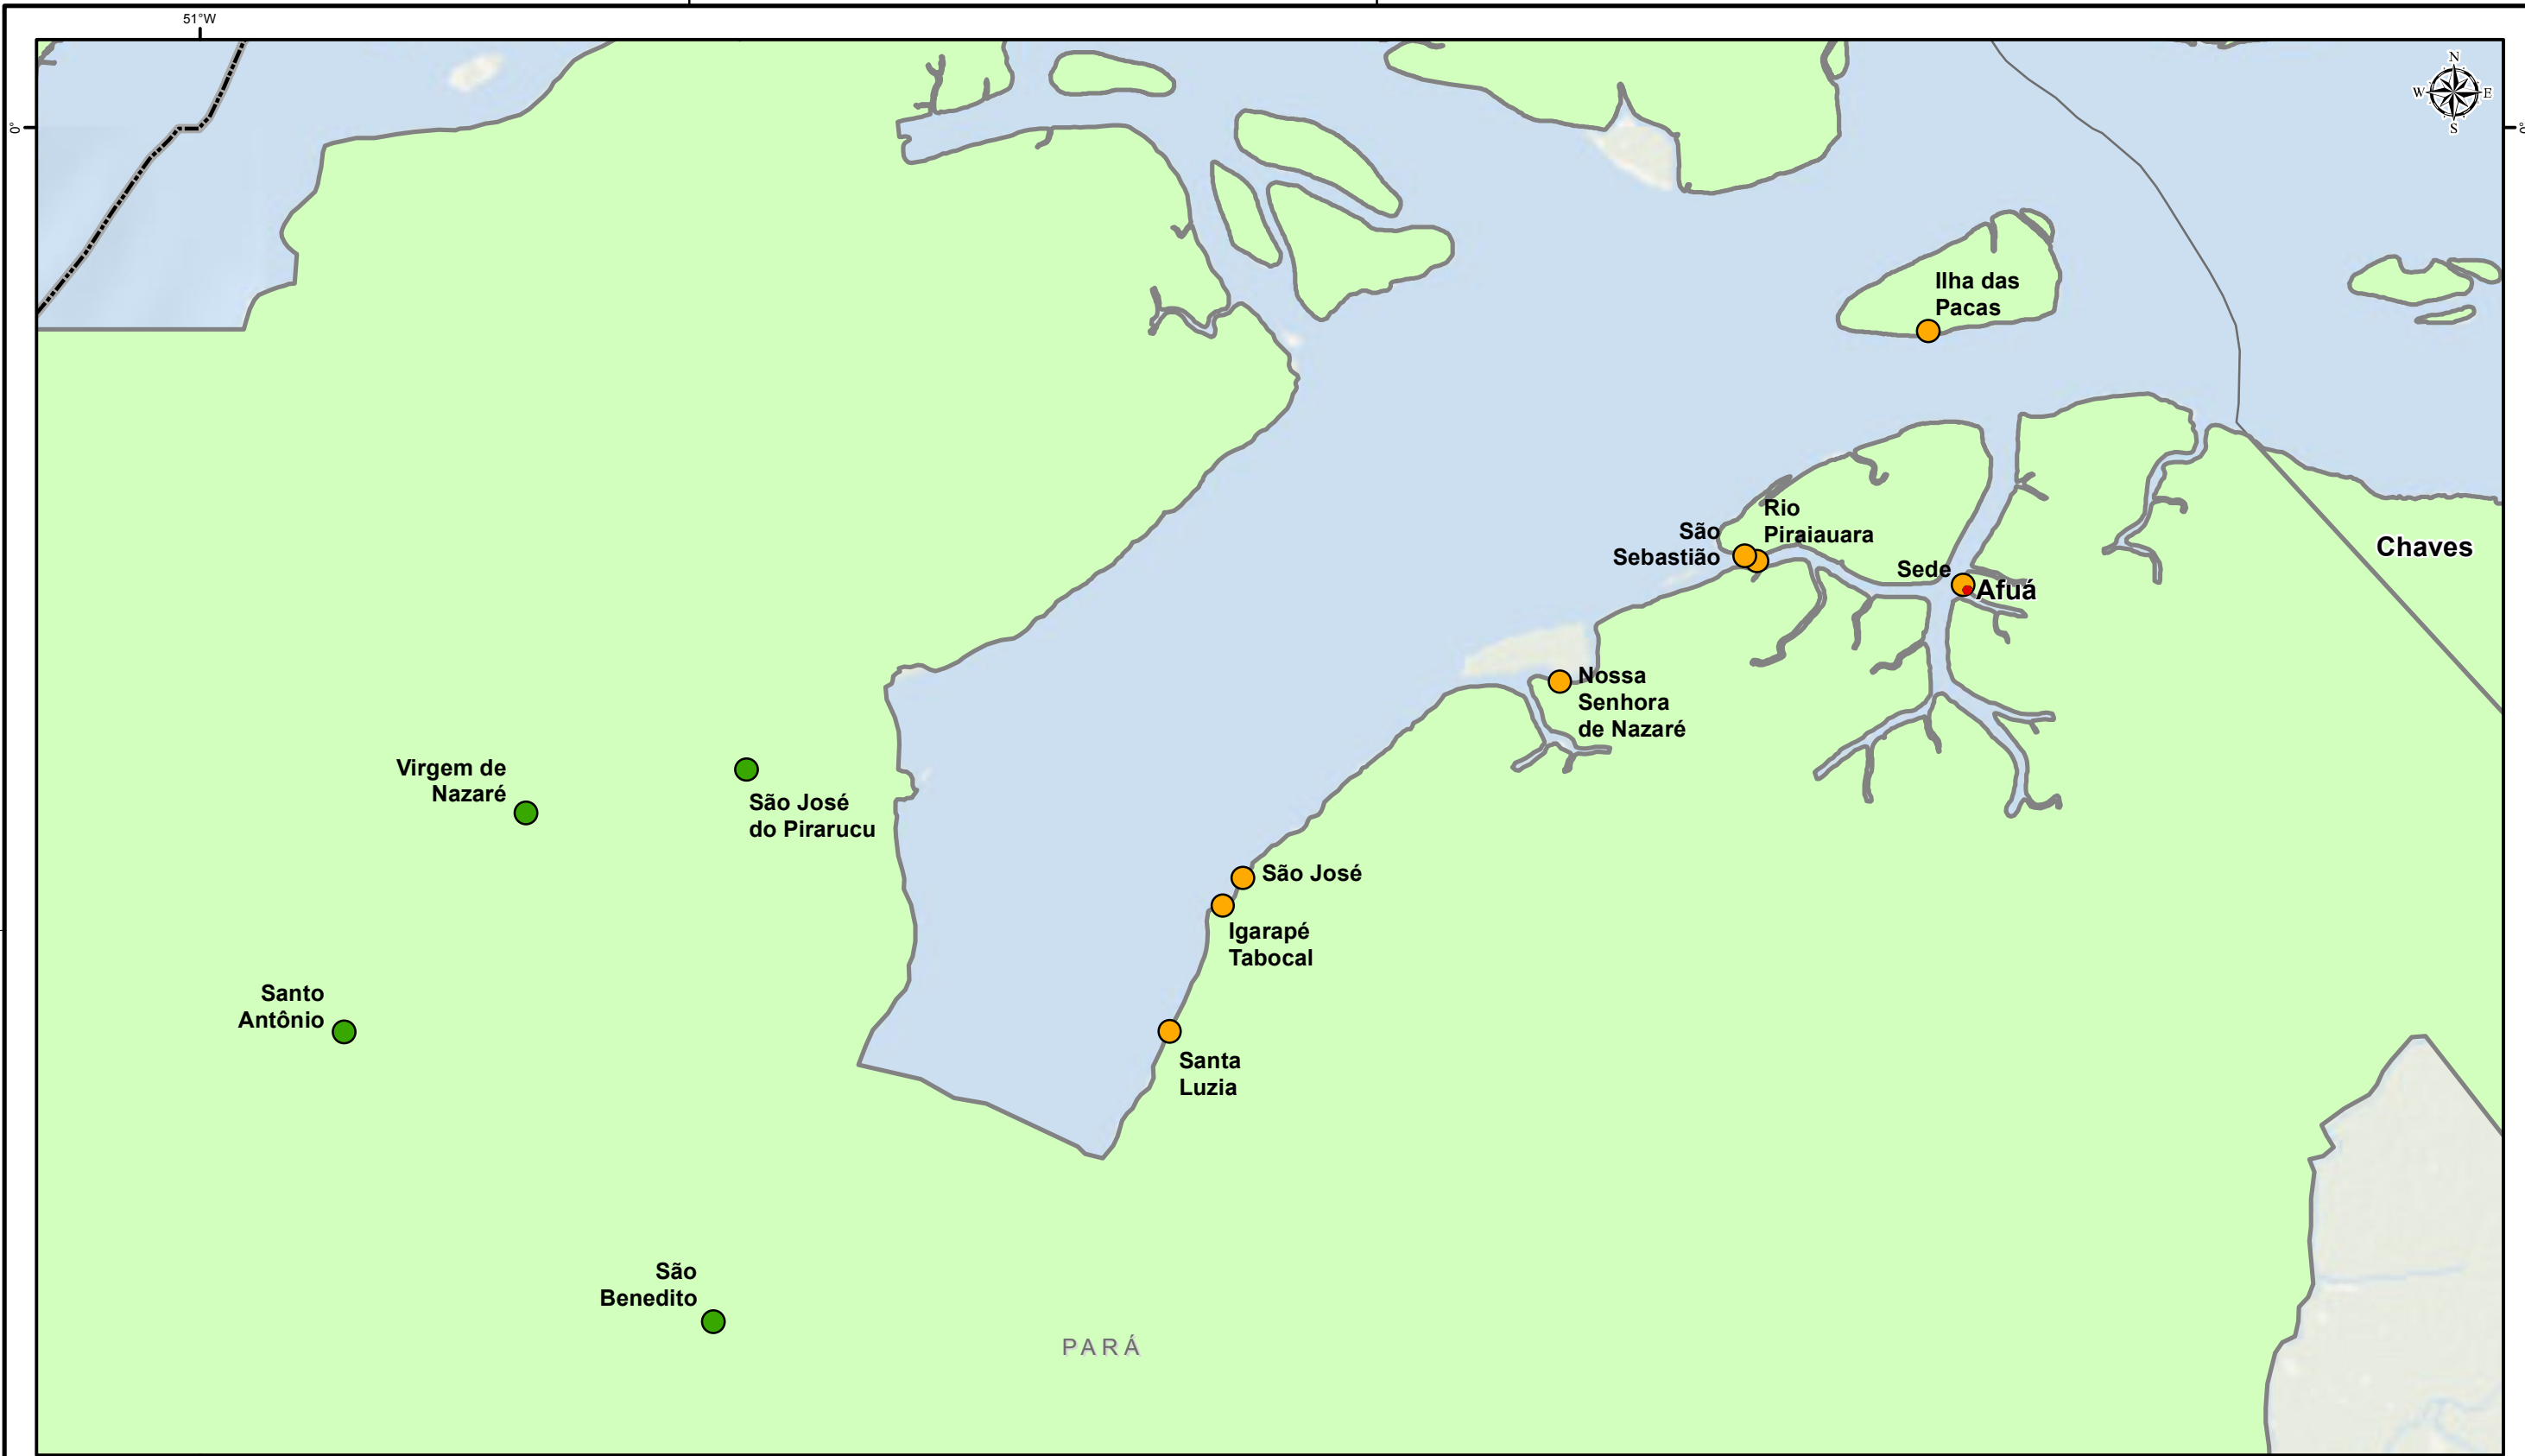 51°W
0°
0°
N
W
E
S
Ilha das
Pacas
Rio
Piraiauara
São
Sebastião
Chaves
Sede
Afuá
Nossa
Senhora
de Nazaré
Virgem de
Nazaré
São José
do Pirarucu
São José
Igarapé
Tabocal
Santo
Antônio
Santa
Luzia
São
Benedito
PARÁ